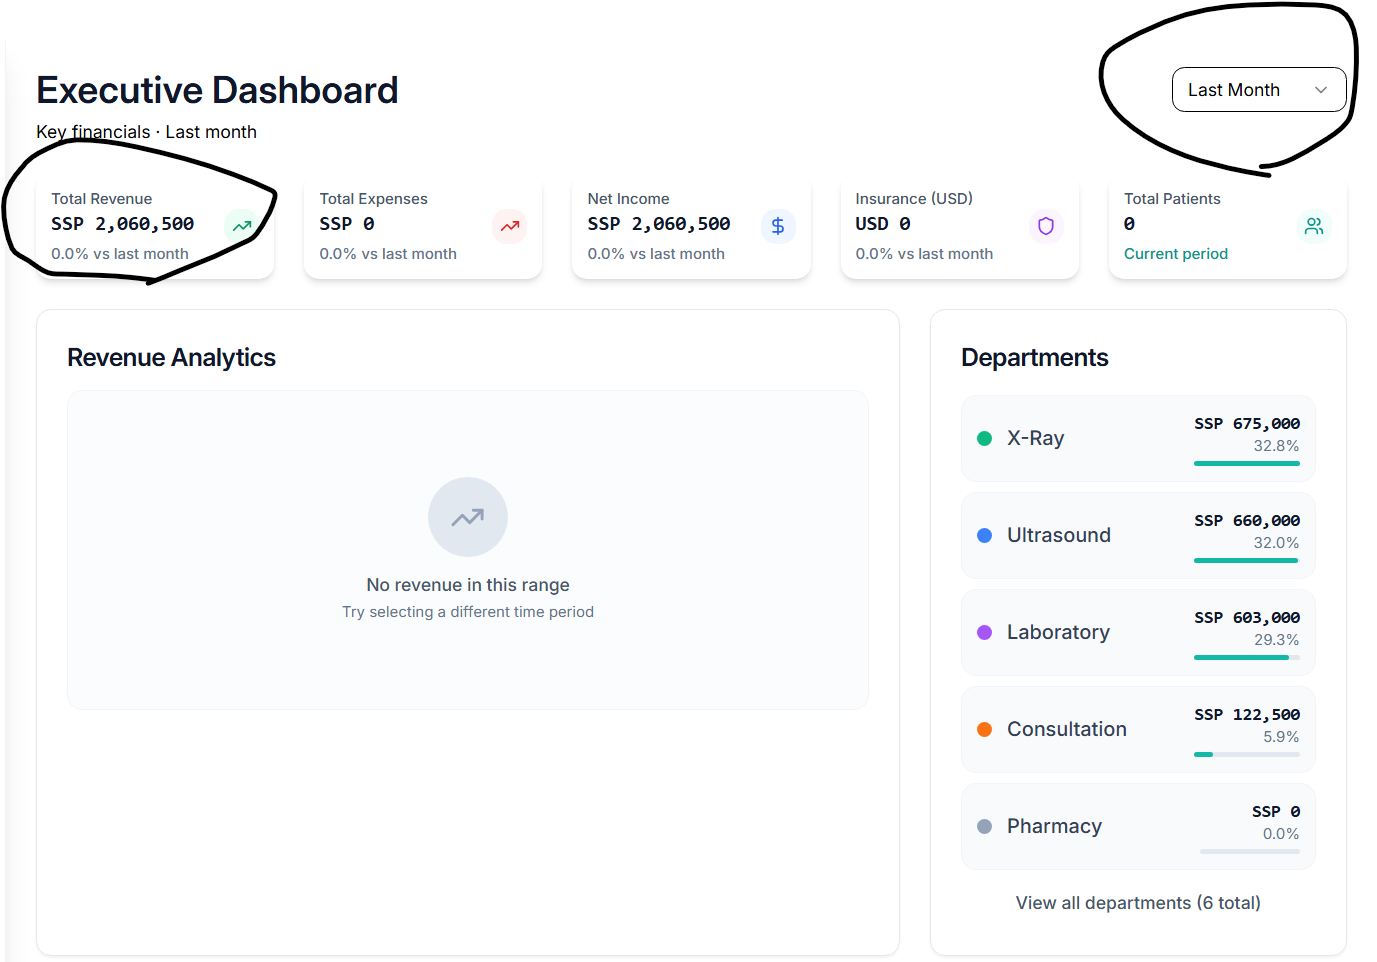 Executive Dashboard
Last Month
Key financials · Last month
Total Revenue
SSP 2,060,500
0.0% vs last month
Total Expenses
SSP 0
0.0% vs last month
Net Income
SSP 2,060,500
0.0% vs last month
Insurance (USD)
USD 0
0.0% vs last month
Total Patients
0
Current period
Revenue Analytics
No revenue in this range
Try selecting a different time period
Departments
X-Ray
SSP 675,000
32.8%
Ultrasound
SSP 660,000
32.0%
Laboratory
SSP 603,000
29.3%
Consultation
SSP 122,500
5.9%
Pharmacy
SSP 0
0.0%
View all departments (6 total)